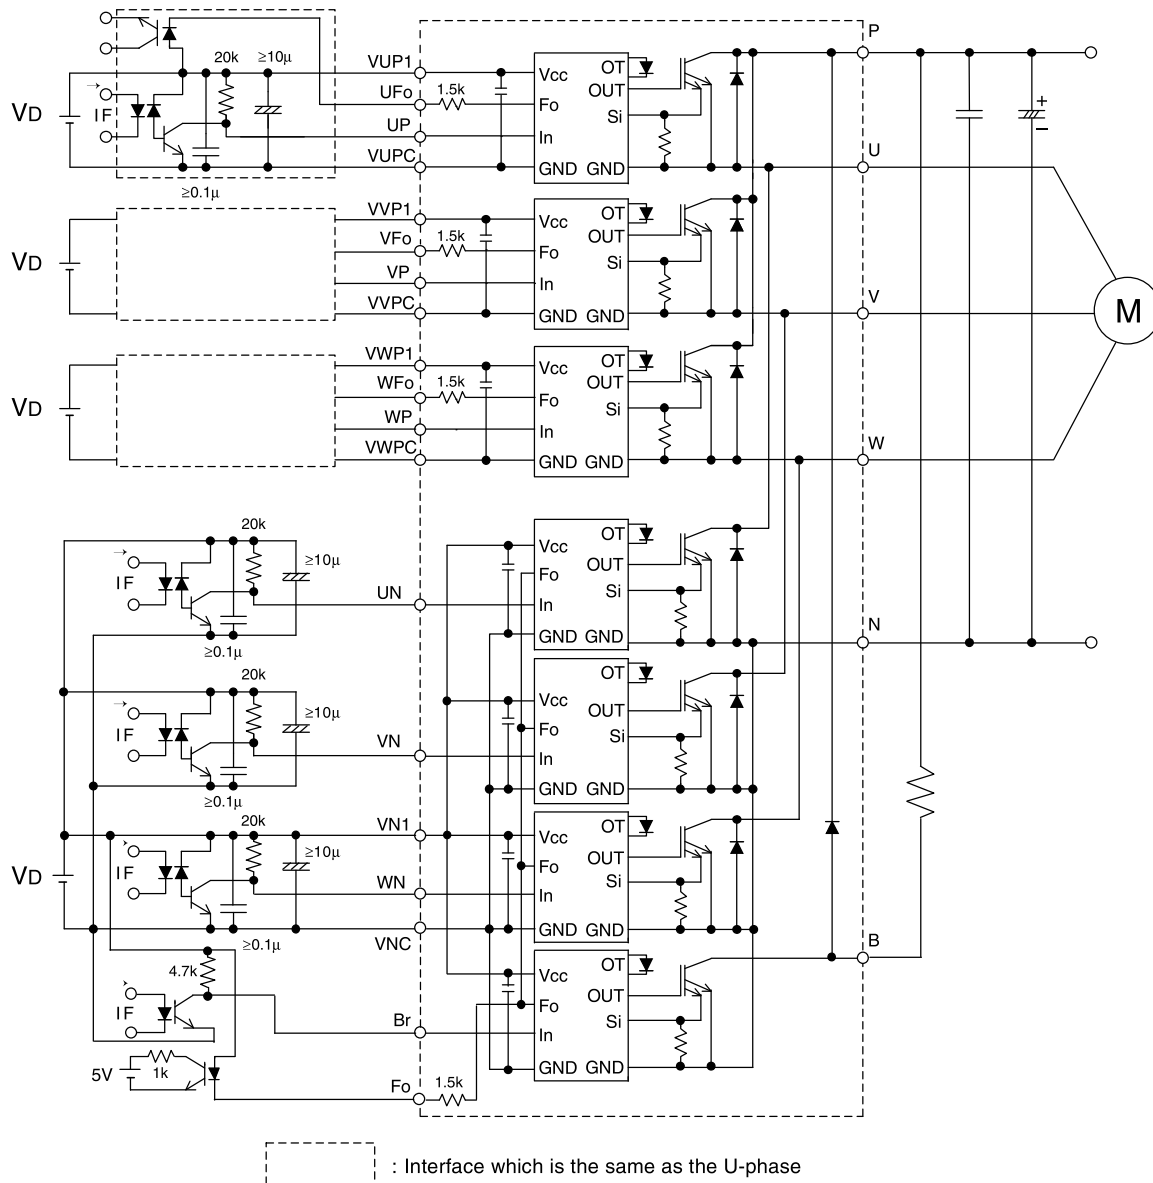 P
20k
≥10μ
VUP1
OT
Vcc
OUT
UFo
1.5k
Fo
Si
VD
→
IF
UP
In
U
VUPC
GND GND
≥0.1μ
VVP1
OT
Vcc
OUT
VFo
1.5k
Fo
Si
VD
VP
In
V
VVPC
GND GND
M
VWP1
OT
Vcc
OUT
WFo
1.5k
Fo
Si
VD
WP
In
W
VWPC
GND GND
20k
OT
Vcc
≥10μ
OUT
→
IF
Fo
Si
UN
In
N
GND GND
≥0.1μ
20k
OT
Vcc
≥10μ
OUT
→
IF
Fo
Si
VN
In
GND GND
≥0.1μ
20k
VN1
OT
Vcc
≥10μ
OUT
→
IF
Fo
Si
VD
WN
In
GND GND
VNC
≥0.1μ
B
4.7k
OT
Vcc
OUT
→
IF
Fo
Si
Br
In
GND GND
5V
1k
Fo
1.5k
: Interface which is the same as the U-phase
+
−